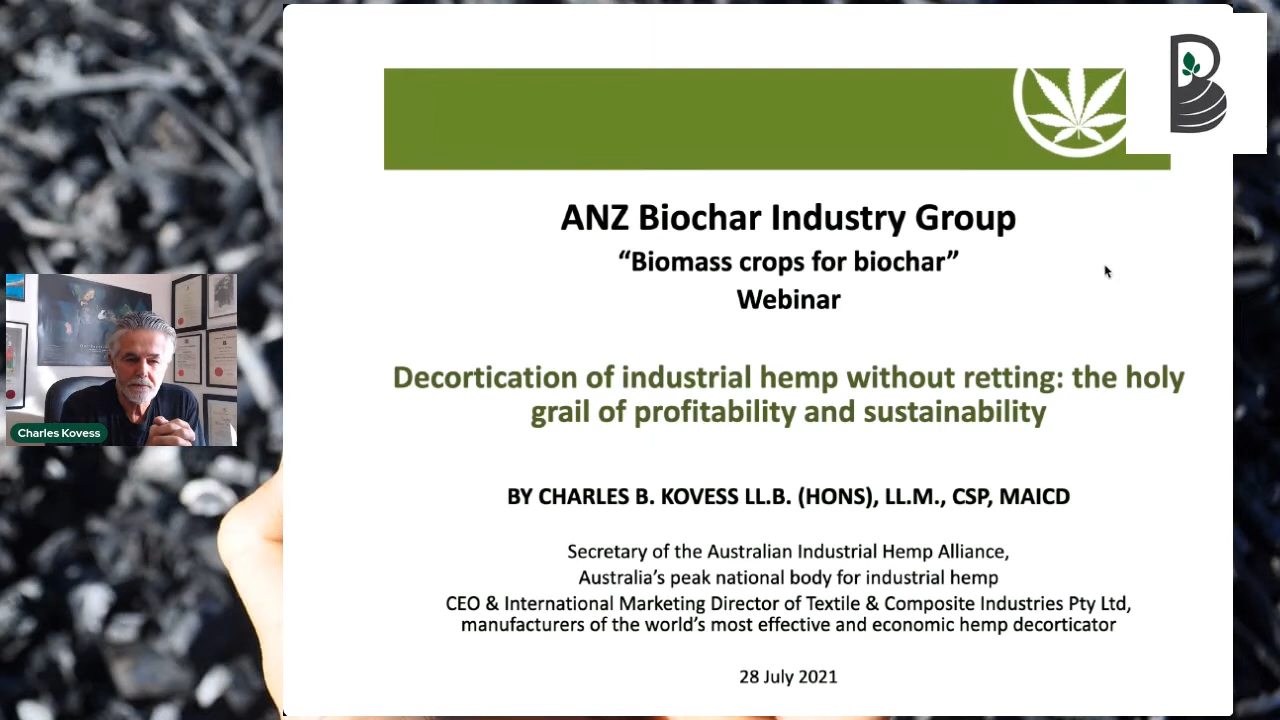 ANZ Biochar Industry Group
“Biomass crops for biochar”
Webinar
Decortication of industrial hemp without retting: the holy
grail of profitability and sustainability
BY CHARLES B. KOVESS LL.B. (HONS), LL.M., CSP, MAICD
Secretary of the Australian Industrial Hemp Alliance,
Australia’s peak national body for industrial hemp
CEO & International Marketing Director of Textile & Composite Industries Pty Ltd,
manufacturers of the world’s most effective and economic hemp decorticator
28 July 2021
Charles Kovess